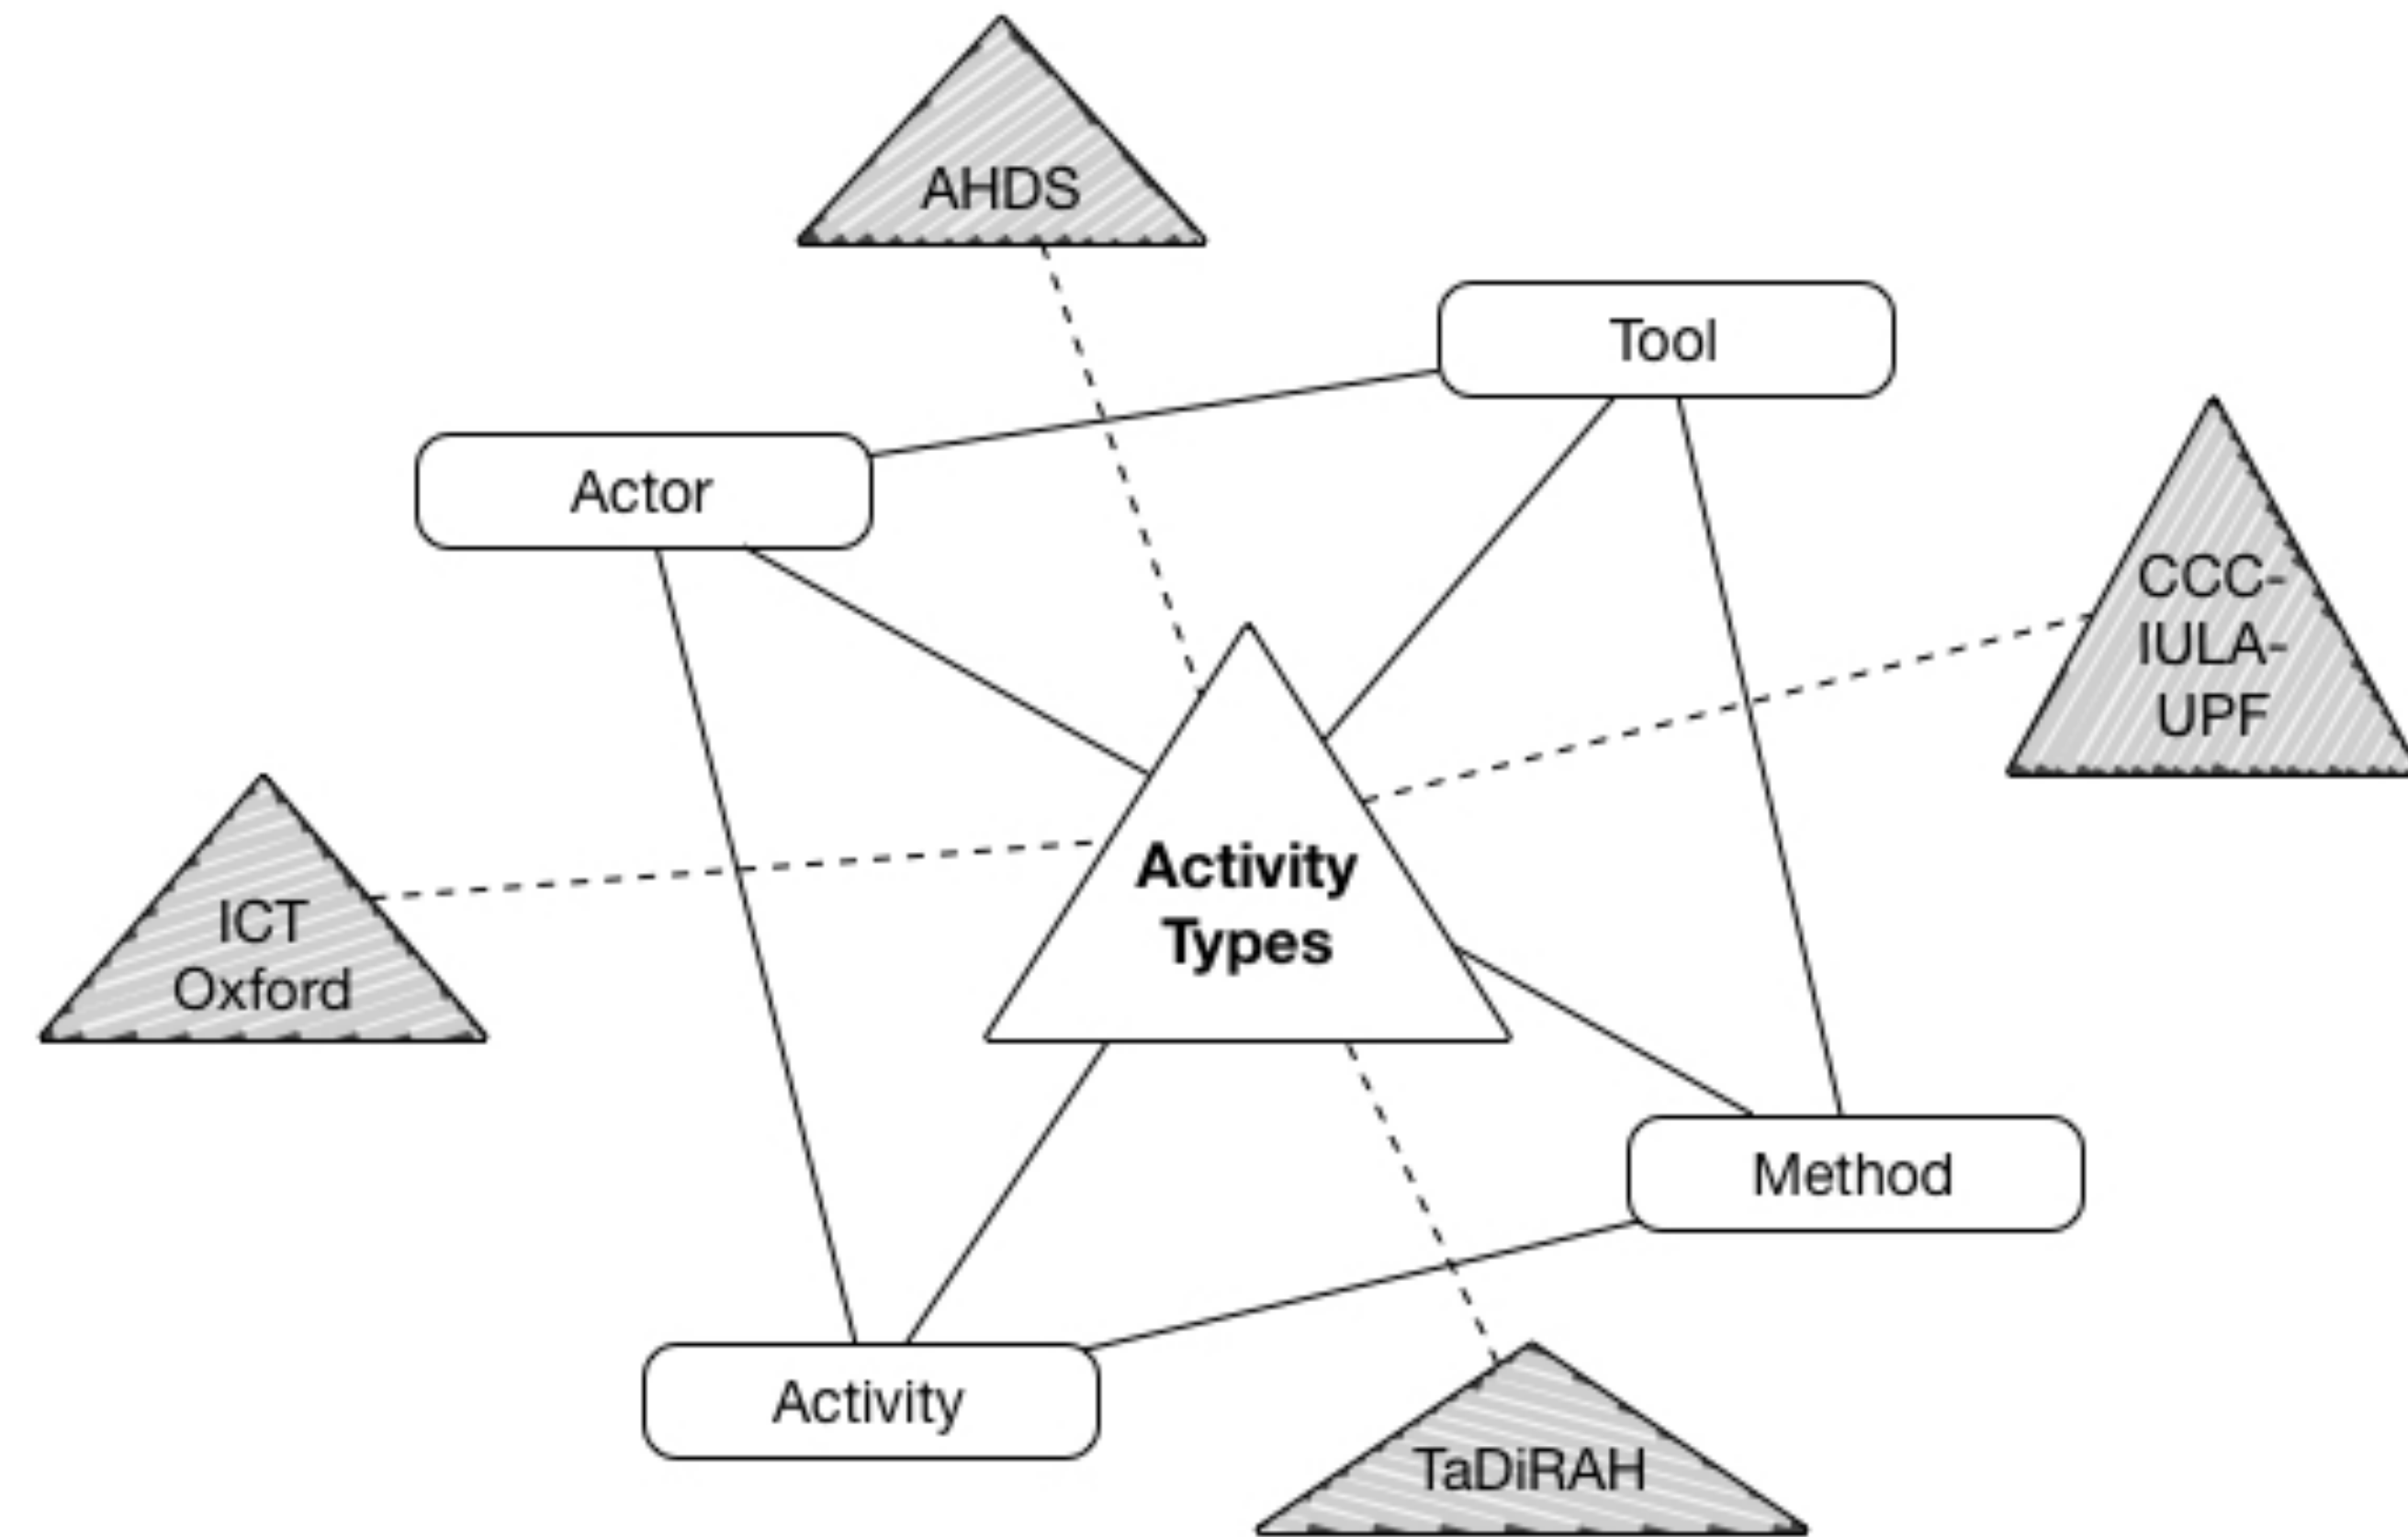 AHDS
Tool
Actor
CCC-
IULA-
UPF
Activity
Types
ICT
Oxford
Method
Activity
TaDiRAH